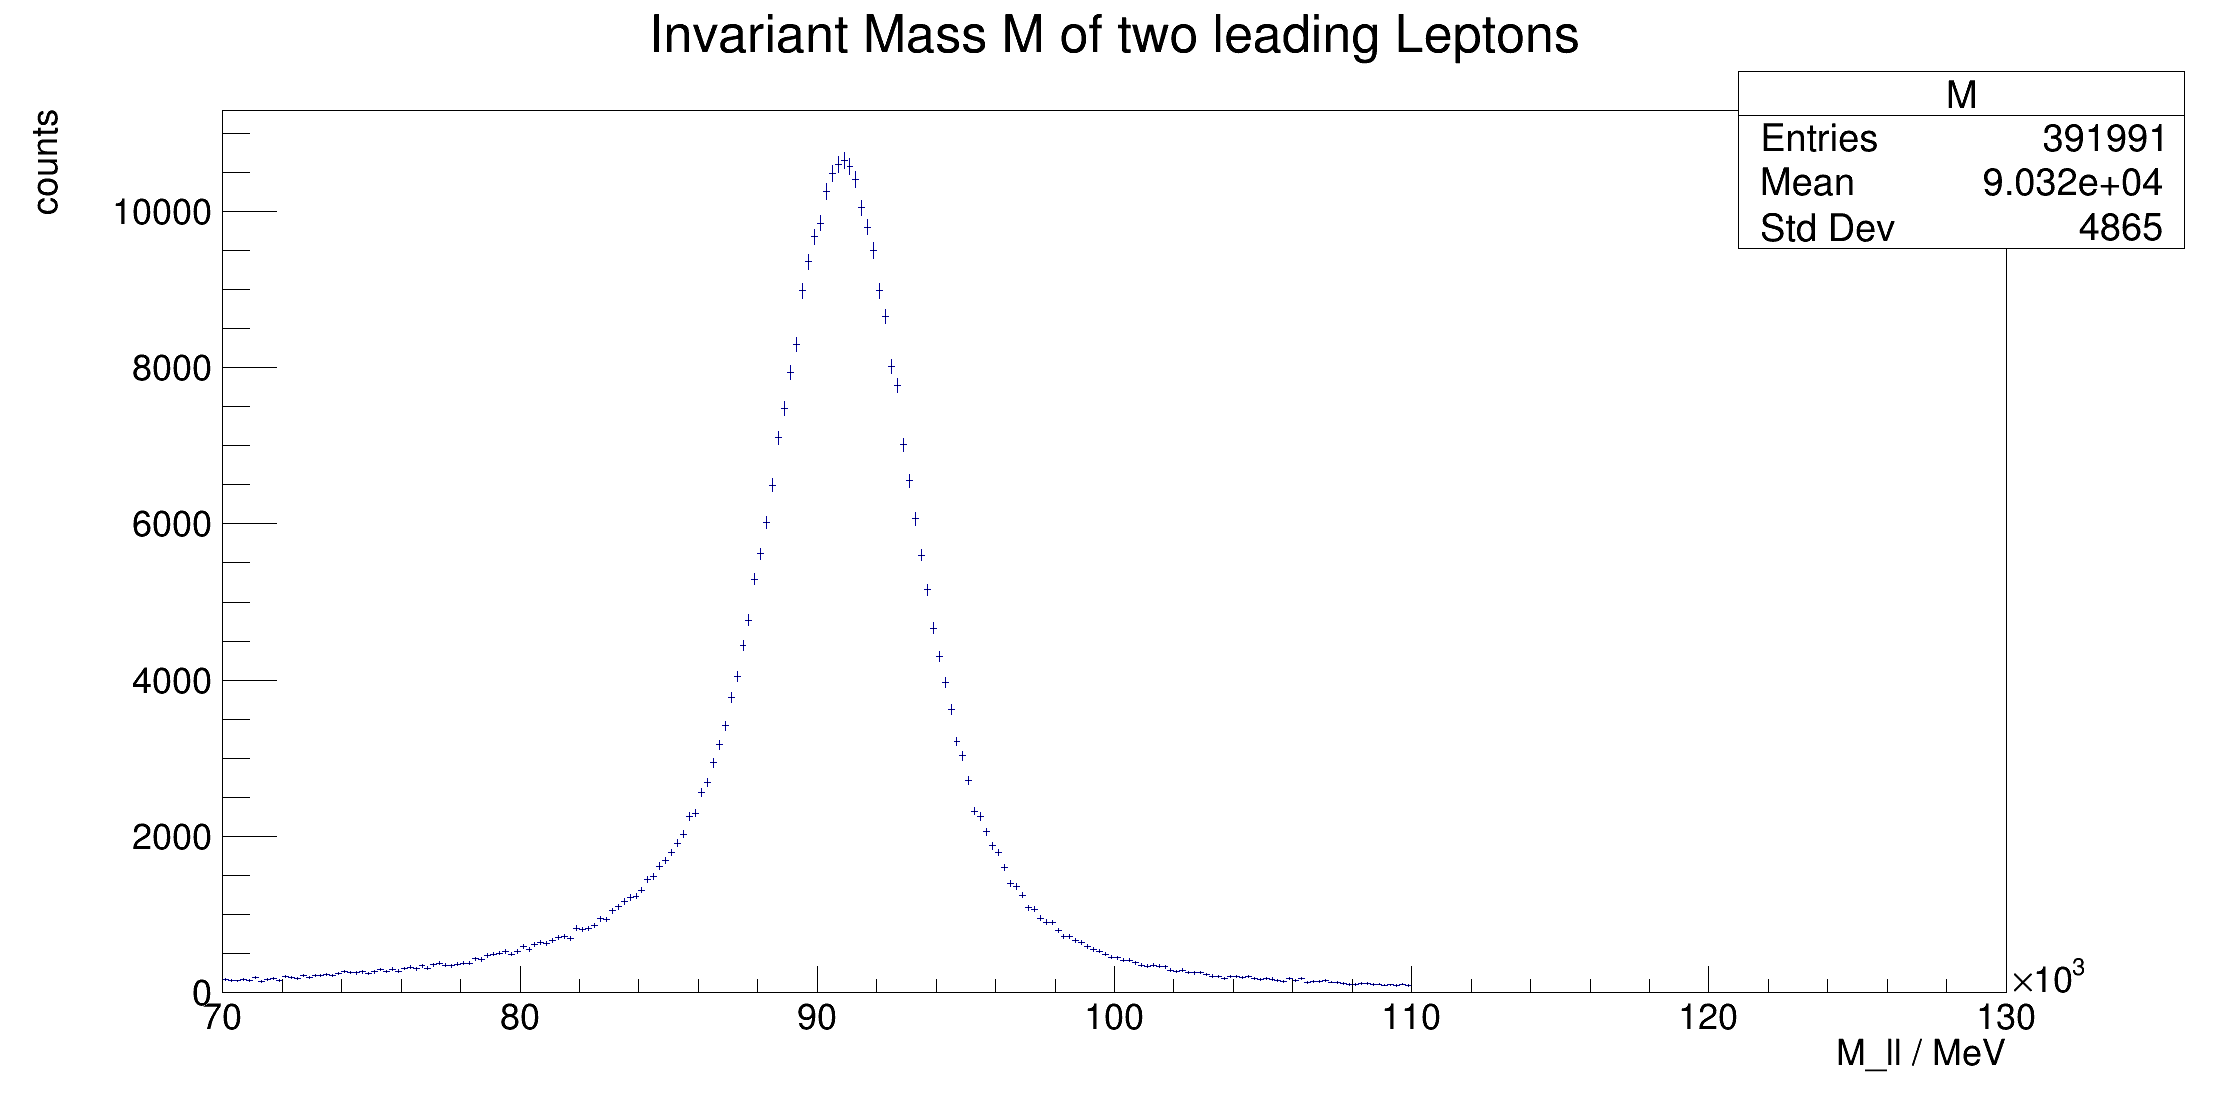 Invariant Mass M of two leading Leptons
M
Entries 391991
Mean 9.032e+04
Std Dev 4865
counts
10000
8000
6000
4000
2000
0
70 80 90 100 110 120 130
×10³
M_ll / MeV